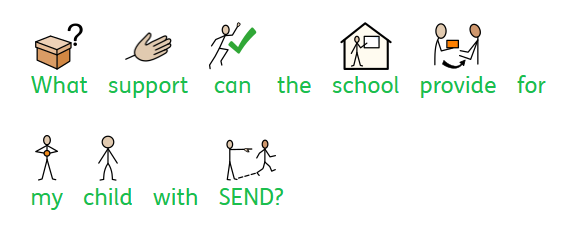 What support can the school provide for
my child with SEND?